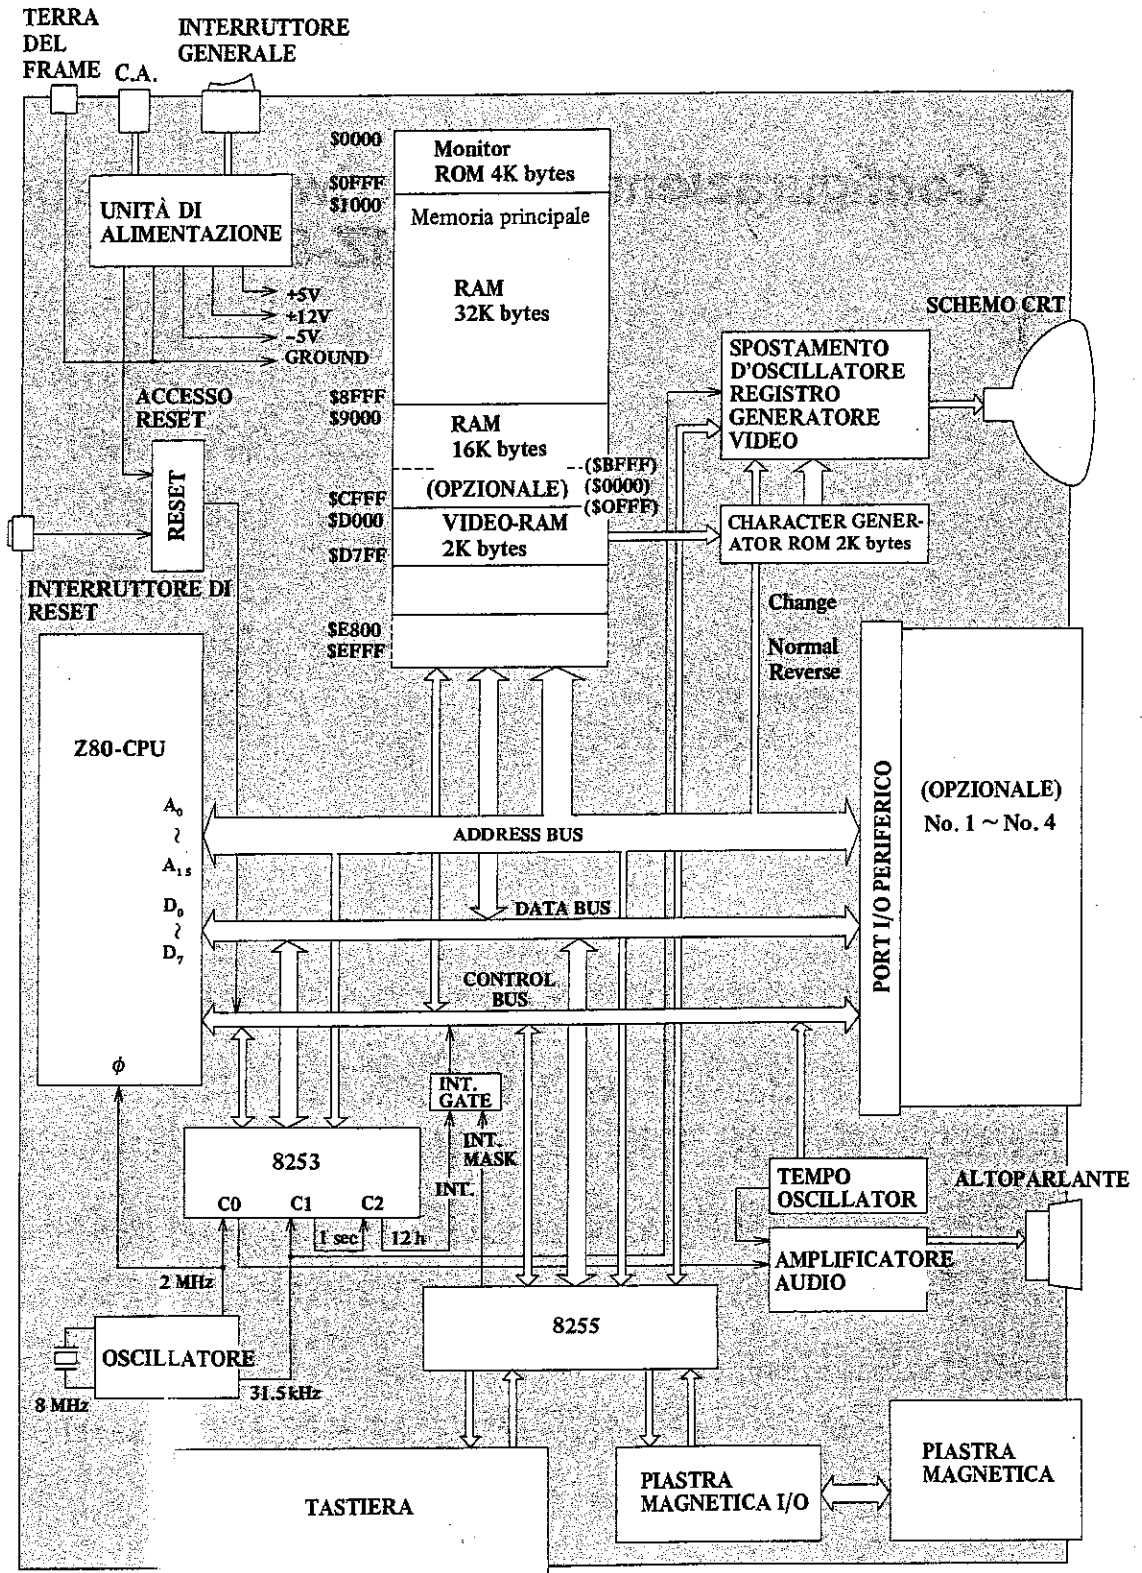 TERRA
DEL
FRAME
C.A.
INTERRUTTORE
GENERALE
$0000
Monitor
ROM 4K bytes
$0FFF
$1000
Memoria principale
UNITÀ DI
ALIMENTAZIONE
RAM
32K bytes
+5V
+12V
-5V
GROUND
SCHEMO CRT
SPOSTAMENTO
D'OSCILLATORE
REGISTRO
GENERATORE
VIDEO
ACCESSO
RESET
$8FFF
$9000
RAM
16K bytes
($BFFF)
(OPZIONALE)
($0000)
$CFFF
($OFFF)
$D000
VIDEO-RAM
2K bytes
$D7FF
CHARACTER GENER-
ATOR ROM 2K bytes
RESET
INTERRUTTORE DI
RESET
$E800
$EFFF
Change
Normal
Reverse
Z80-CPU
A0
~
A15
D0
~
D7
ϕ
ADDRESS BUS
DATA BUS
CONTROL
BUS
PORT I/O PERIFERICO
(OPZIONALE)
No. 1 ~ No. 4
INT.
GATE
INT.
MASK
INT.
8253
C0
C1
C2
1 sec
12h
2 MHz
TEMPO
OSCILLATOR
ALTOPARLANTE
AMPLIFICATORE
AUDIO
8255
OSCILLATORE
8 MHz
31.5kHz
TASTIERA
PIASTRA
MAGNETICA I/O
PIASTRA
MAGNETICA